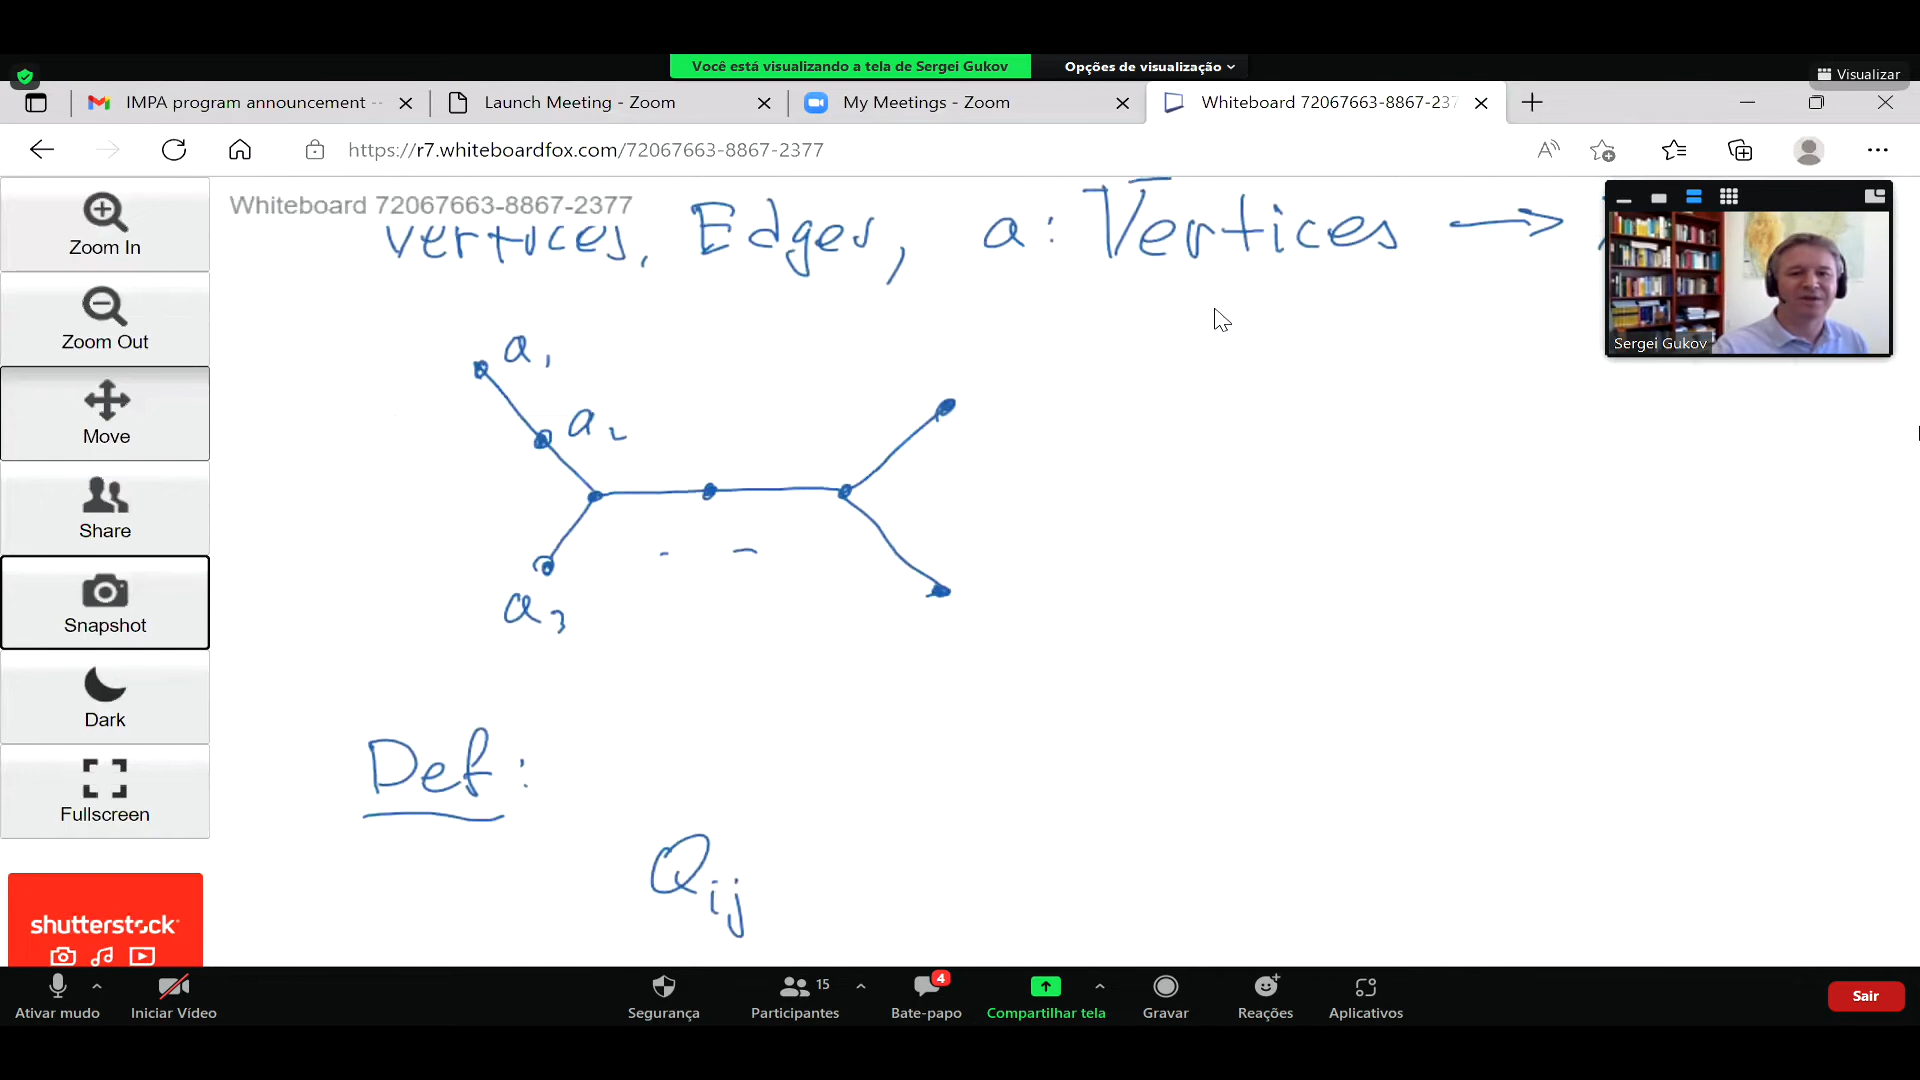 Você está visualizando a tela de Sergei Gukov
Opções de visualização
Visualizar
IMPA program announcement -
Launch Meeting - Zoom
My Meetings - Zoom
Whiteboard 72067663-8867-237
https://r7.whiteboardfox.com/72067663-8867-2377
Zoom In
Zoom Out
Move
Share
Snapshot
Dark
Fullscreen
shutterstock
Whiteboard 72067663-8867-2377
Vertices, Edges, a: Vertices →
a₁
a₂
a₃
Def:
Qij
Sergei Gukov
Ativar mudo
Iniciar Vídeo
Segurança
15
Participantes
4
Bate-papo
Compartilhar tela
Gravar
Reações
Aplicativos
Sair